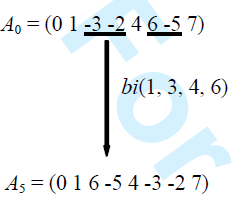 A₀ = (0 1 -3 -2 4 6 -5 7)
bi(1, 3, 4, 6)
A₅ = (0 1 6 -5 4 -3 -2 7)
For